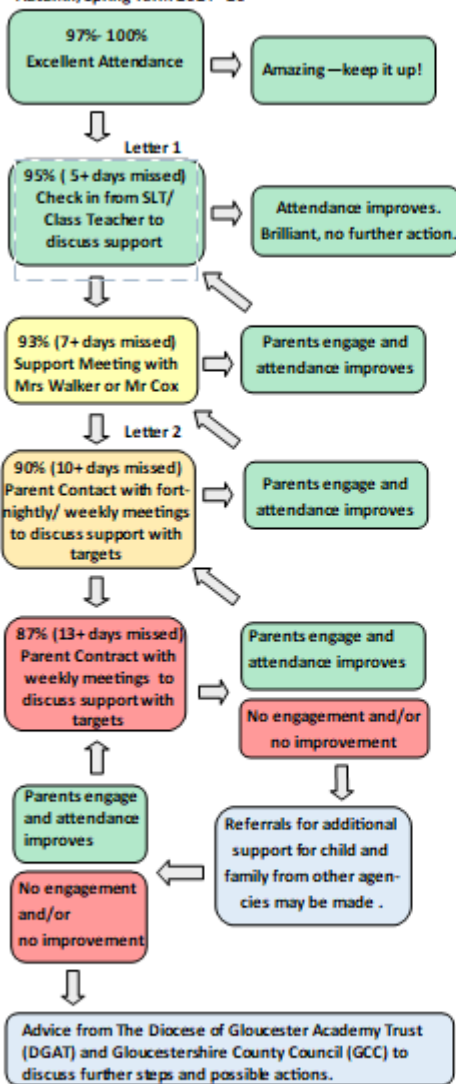 97%- 100%
Excellent Attendance
Amazing —keep it up!
Letter 1
95% ( 5+ days missed)
Check in from SLT/
Class Teacher to
discuss support
Attendance improves.
Brilliant, no further action.
93% (7+ days missed)
Support Meeting with
Mrs Walker or Mr Cox
Parents engage and
attendance improves
Letter 2
90% (10+ days missed)
Parent Contact with fort-
nightly/ weekly meetings
to discuss support with
targets
Parents engage and
attendance improves
87% (13+ days missed)
Parent Contract with
weekly meetings to
discuss support with
targets
Parents engage and
attendance improves
No engagement and/or
no improvement
Parents engage
and attendance
improves
No engagement
and/or
no improvement
Referrals for additional
support for child and
family from other agen-
cies may be made .
Advice from The Diocese of Gloucester Academy Trust
(DGAT) and Gloucestershire County Council (GCC) to
discuss further steps and possible actions.